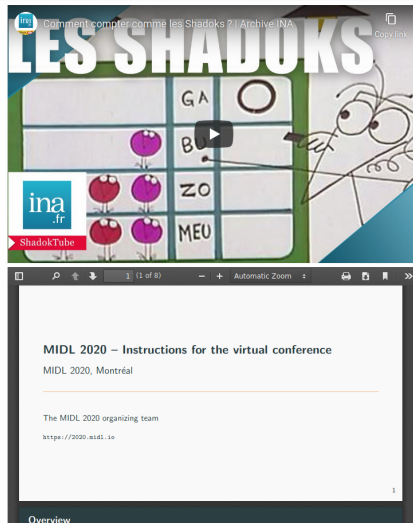 Comment compter comme les Shadoks ? | Archive INA
Copy link
LES SHADOKS
GA
BU
ZO
MEU
ina
.fr
ShadokTube
1 (1 of 8)
Automatic Zoom
MIDL 2020 – Instructions for the virtual conference
MIDL 2020, Montréal
The MIDL 2020 organizing team
https://2020.midl.io
1
Overview